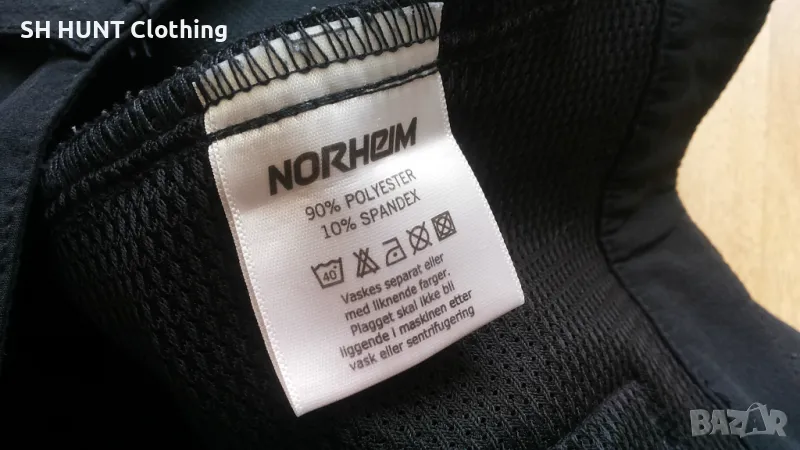 SH HUNT Clothing
NORHEIM
90% POLYESTER
10% SPANDEX
40°
Vaskes separat eller
med liknende farger.
Plagget skal ikke bli
liggende i maskinen etter
vask eller sentrifugering
BAZAR